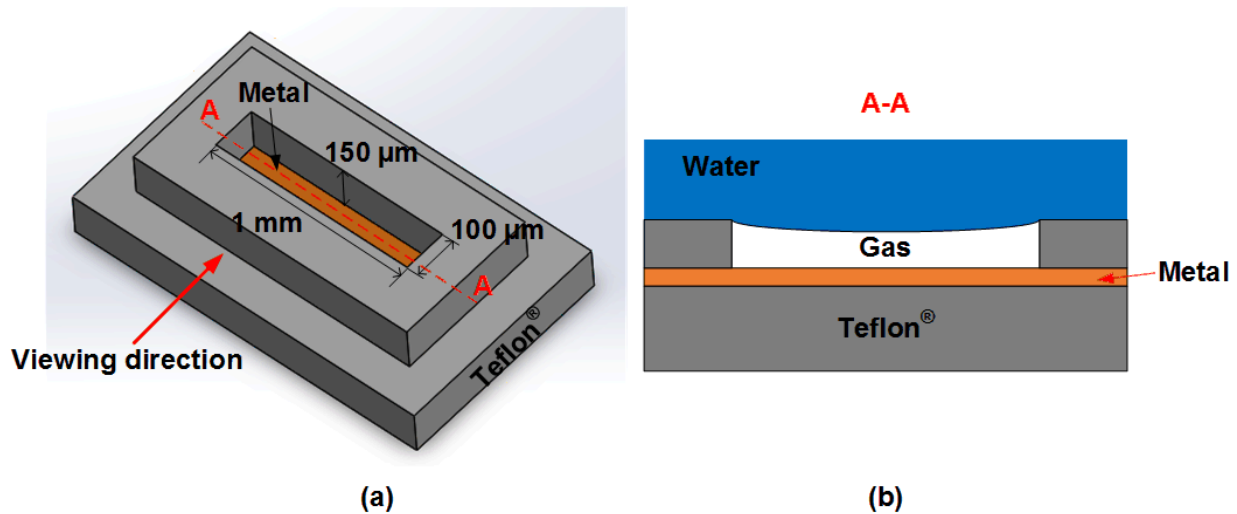 Metal
A
150 µm
1 mm
100 µm
A
Viewing direction
Teflon®
(a)
A-A
Water
Gas
Metal
Teflon®
(b)